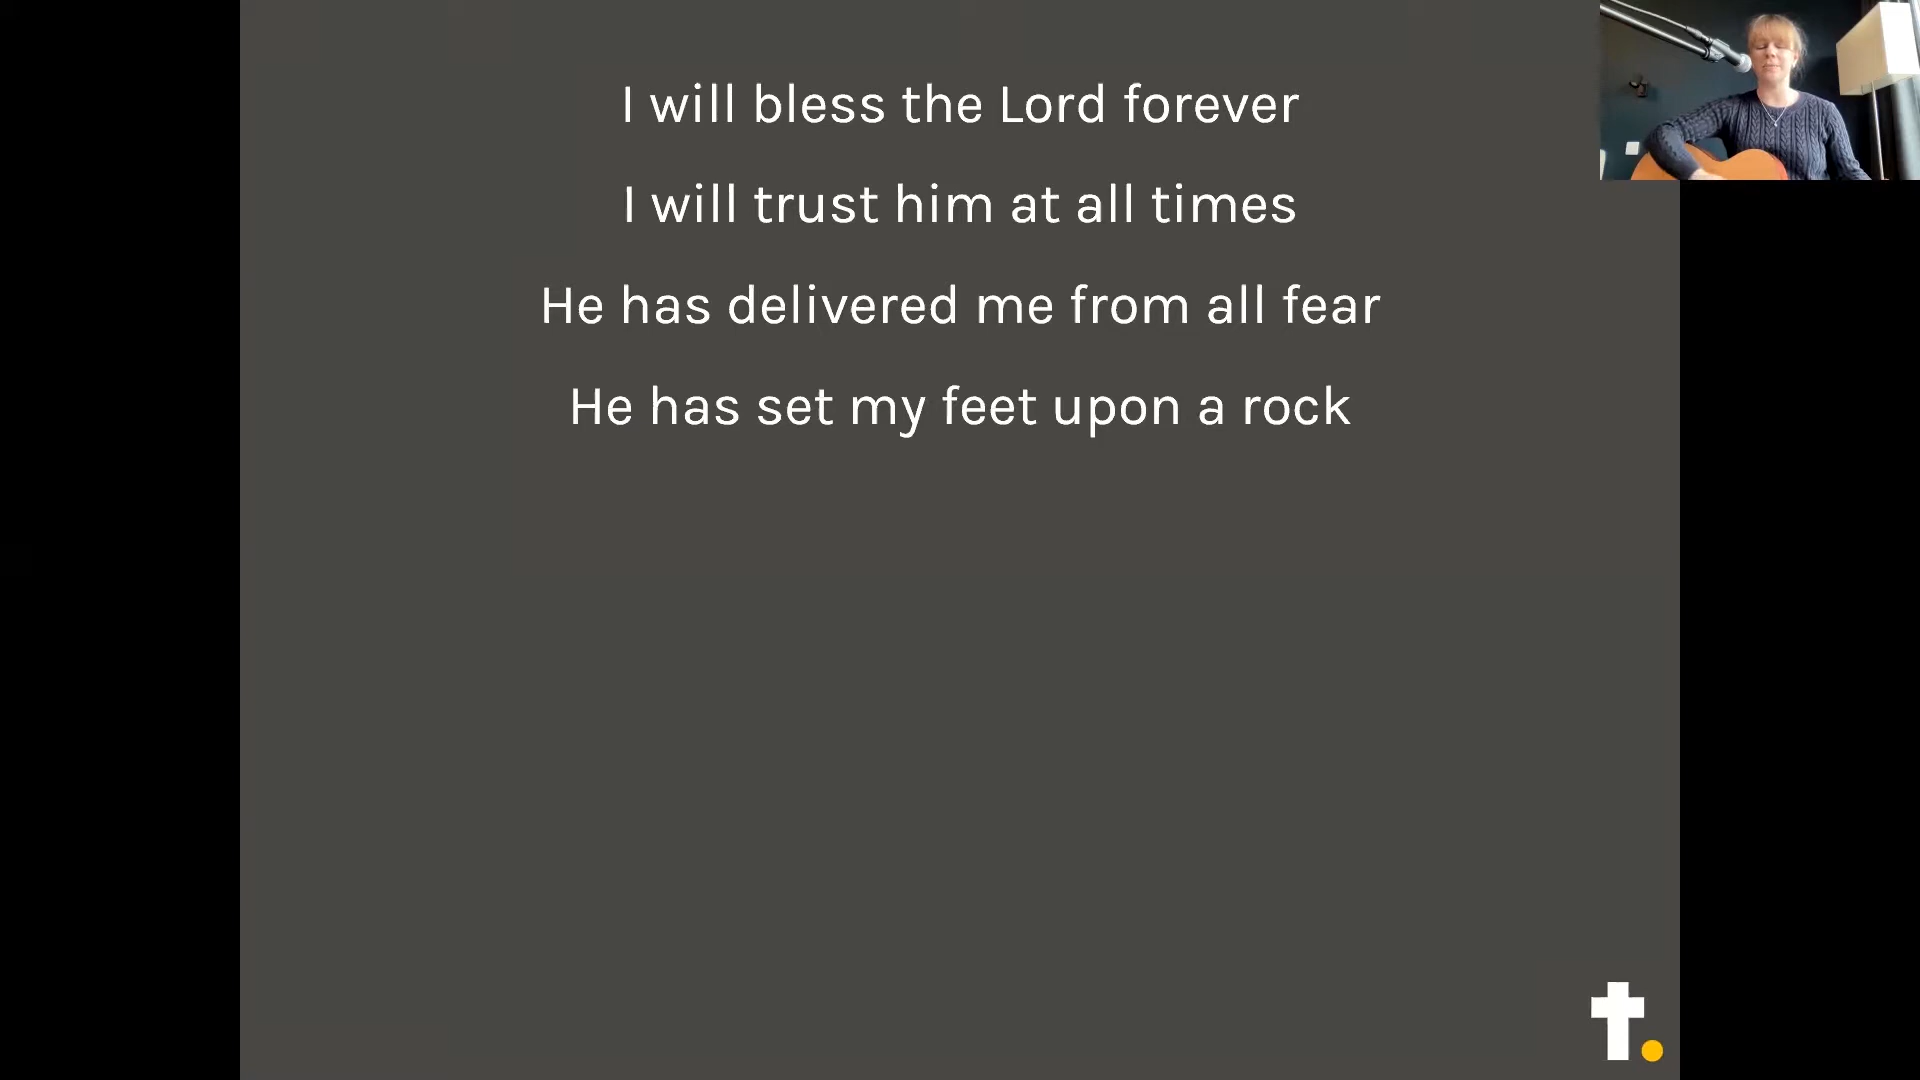 I will bless the Lord forever
I will trust him at all times
He has delivered me from all fear
He has set my feet upon a rock